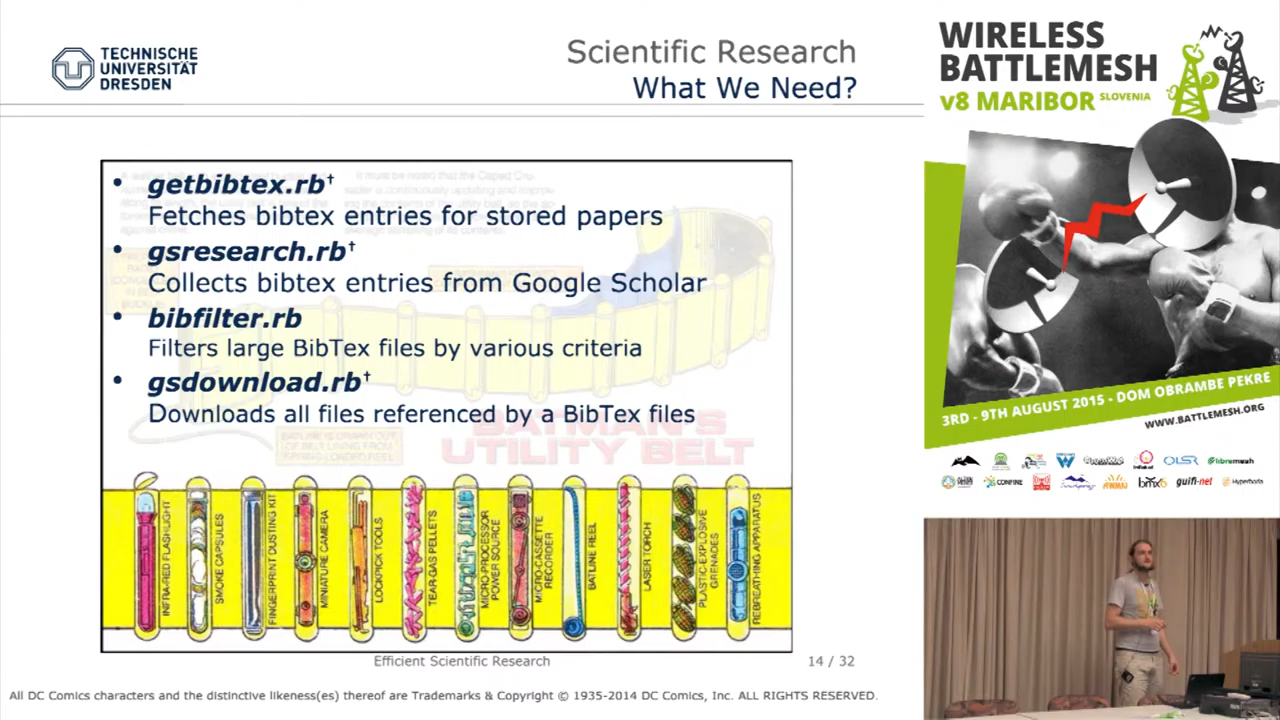 TECHNISCHE
UNIVERSITÄT
DRESDEN
Scientific Research
What We Need?
• getbibtex.rb†
Fetches bibtex entries for stored papers
• gsresearch.rb†
Collects bibtex entries from Google Scholar
• bibfilter.rb
Filters large BibTex files by various criteria
• gsdownload.rb†
Downloads all files referenced by a BibTex files
BATMAN'S
UTILITY BELT
INFRA-RED FLASHLIGHT
SMOKE CAPSULES
FINGERPRINT DUSTING KIT
MINIATURE CAMERA
LOCKPICK TOOLS
TEAR-GAS PELLETS
MICRO-PROCESSOR
POWER SOURCE
MICRO-CASSETTE
RECORDER
BATLINE REEL
LASER TORCH
PLASTIC-EXPLOSIVE
GRENADES
REBREATHING APPARATUS
Efficient Scientific Research
14 / 32
All DC Comics characters and the distinctive likeness(es) thereof are Trademarks & Copyright © 1935-2014 DC Comics, Inc. ALL RIGHTS RESERVED.
WIRELESS
BATTLEMESH
v8 MARIBOR SLOVENIA
3RD - 9TH AUGUST 2015 - DOM OBRAMBE PEKRE
WWW.BATTLEMESH.ORG
OLSR
libremesh
CONFINE
bmx6
guifi·net
Hyperboria